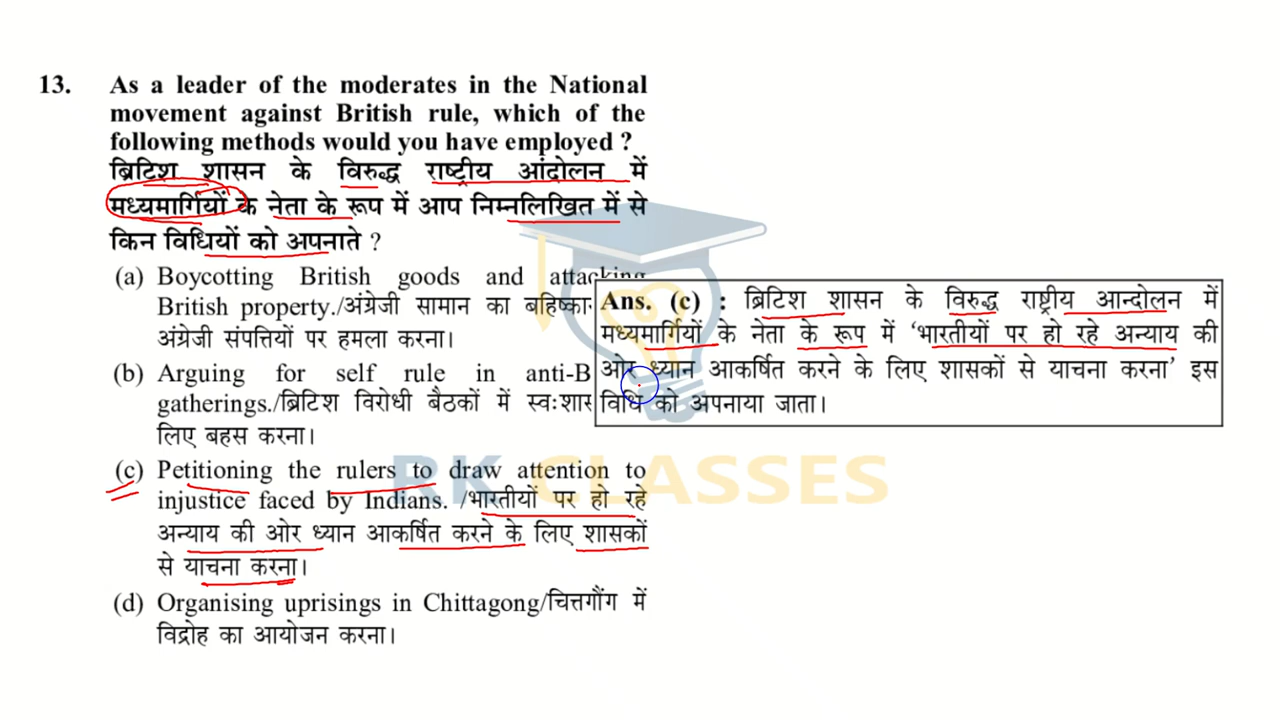 13. As a leader of the moderates in the National
movement against British rule, which of the
following methods would you have employed ?
ब्रिटिश शासन के विरुद्ध राष्ट्रीय आंदोलन में
मध्यमार्गियों के नेता के रूप में आप निम्नलिखित में से
किन विधियों को अपनाते ?
(a) Boycotting British goods and attacking
British property./अंग्रेजी सामान का
अंग्रेजी संपत्तियों पर हमला करना।
(b) Arguing for self rule in anti-B
gatherings./ब्रिटिश विरोधी बैठकों में
लिए बहस करना।
(c) Petitioning the rulers to draw attention to
injustice faced by Indians. /भारतीयों पर हो रहे
अन्याय की ओर ध्यान आकर्षित करने के लिए शासकों
से याचना करना।
(d) Organising uprisings in Chittagong/चित्तगौंग में
विद्रोह का आयोजन करना।
Ans. (c) : ब्रिटिश शासन के विरुद्ध राष्ट्रीय आन्दोलन में
मध्यमार्गियों के नेता के रूप में ‘भारतीयों पर हो रहे अन्याय की
ओर ध्यान आकर्षित करने के लिए शासकों से याचना करना’ इस
विधि को अपनाया जाता।
RK CLASSES